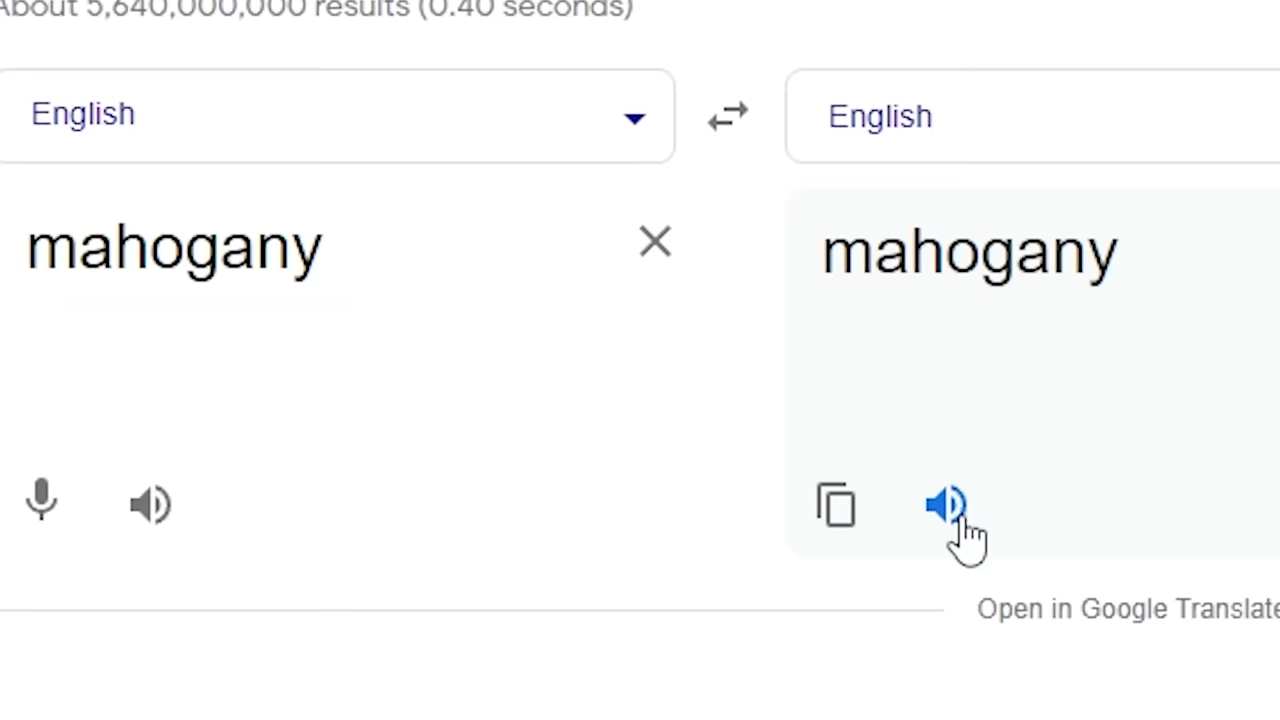 About 5,640,000,000 results (0.40 seconds)
English
English
mahogany
mahogany
Open in Google Translate